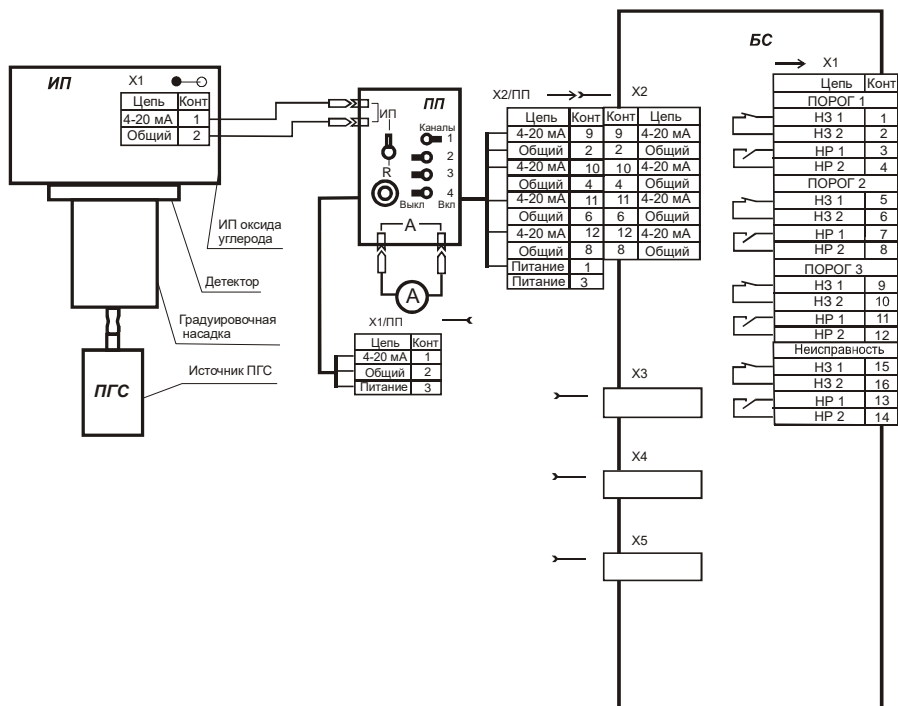 ИП
X1
Цепь Конт
4-20 мА 1
Общий 2
ИП оксида
углерода
Детектор
Градуировочная
насадка
Источник ПГС
ПГС
ПП
ИП
R
Каналы
1
2
3
4
Выкл Вкл
А
А
X1/ПП
Цепь Конт
4-20 мА 1
Общий 2
Питание 3
X2/ПП X2
Цепь Конт Конт Цепь
4-20 мА 9 9 4-20 мА
Общий 2 2 Общий
4-20 мА 10 10 4-20 мА
Общий 4 4 Общий
4-20 мА 11 11 4-20 мА
Общий 6 6 Общий
4-20 мА 12 12 4-20 мА
Общий 8 8 Общий
Питание 1
Питание 3
X3
X4
X5
БС
X1
Цепь Конт
ПОРОГ 1
НЗ 1 1
НЗ 2 2
НР 1 3
НР 2 4
ПОРОГ 2
НЗ 1 5
НЗ 2 6
НР 1 7
НР 2 8
ПОРОГ 3
НЗ 1 9
НЗ 2 10
НР 1 11
НР 2 12
Неисправность
НЗ 1 15
НЗ 2 16
НР 1 13
НР 2 14